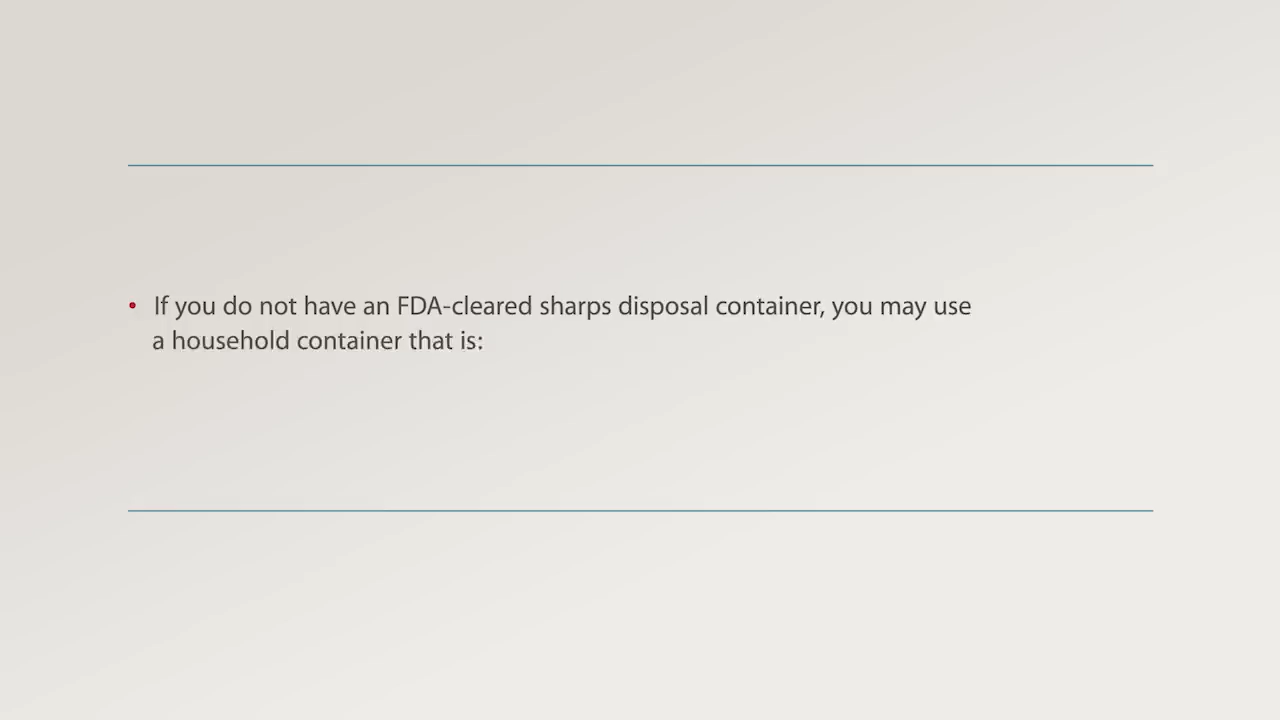 • If you do not have an FDA-cleared sharps disposal container, you may use
a household container that is: